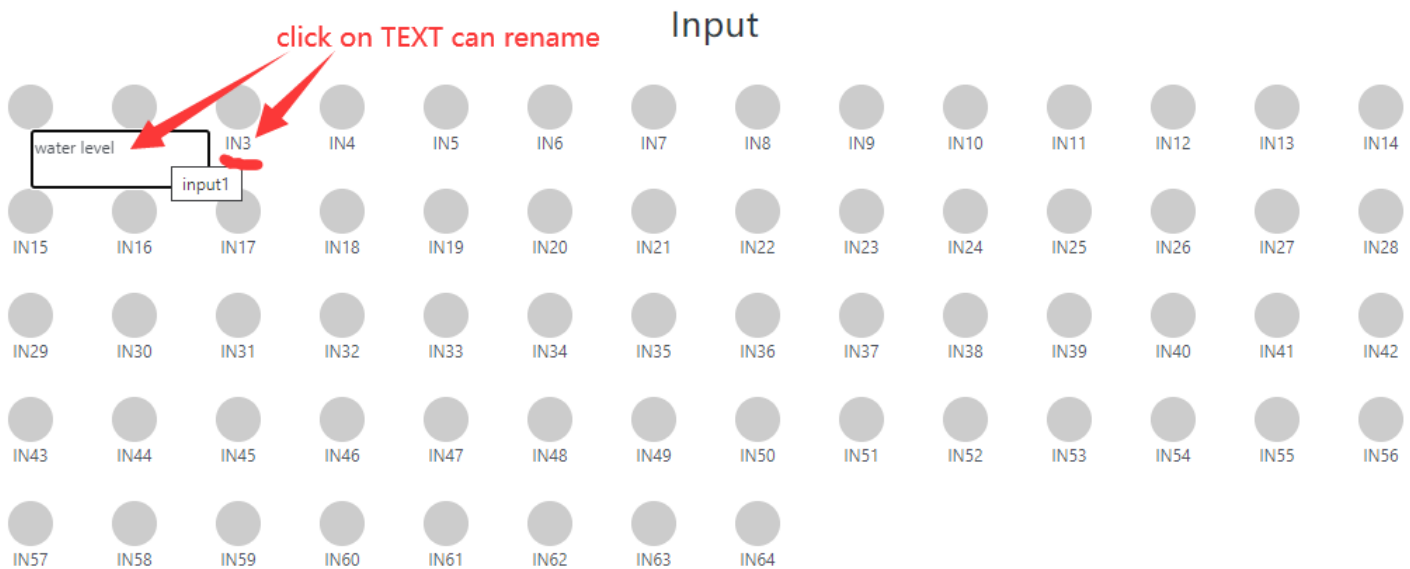 Input
click on TEXT can rename
water level
input1
IN3 IN4 IN5 IN6 IN7 IN8 IN9 IN10 IN11 IN12 IN13 IN14
IN15 IN16 IN17 IN18 IN19 IN20 IN21 IN22 IN23 IN24 IN25 IN26 IN27 IN28
IN29 IN30 IN31 IN32 IN33 IN34 IN35 IN36 IN37 IN38 IN39 IN40 IN41 IN42
IN43 IN44 IN45 IN46 IN47 IN48 IN49 IN50 IN51 IN52 IN53 IN54 IN55 IN56
IN57 IN58 IN59 IN60 IN61 IN62 IN63 IN64